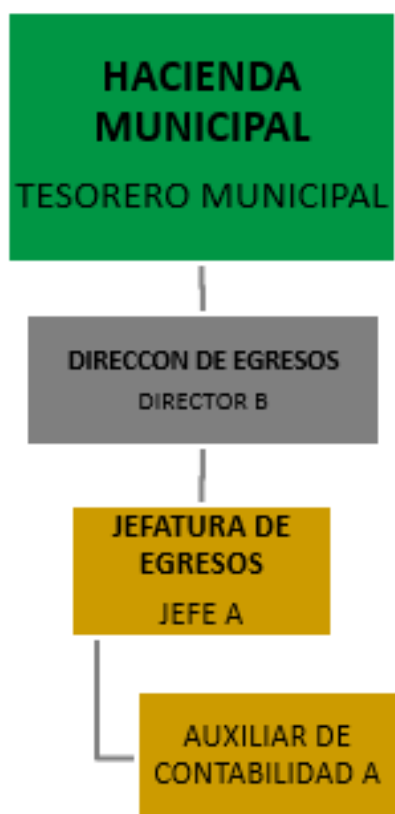 HACIENDA
MUNICIPAL
TESORERO MUNICIPAL
DIRECCON DE EGRESOS
DIRECTOR B
JEFATURA DE
EGRESOS
JEFE A
AUXILIAR DE
CONTABILIDAD A